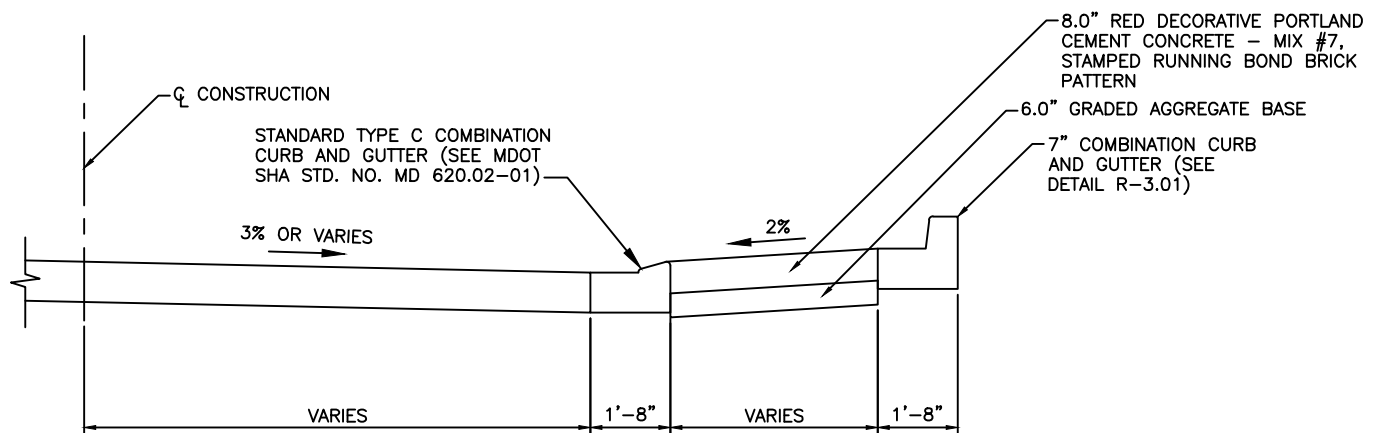 8.0” RED DECORATIVE PORTLAND
CEMENT CONCRETE – MIX #7,
STAMPED RUNNING BOND BRICK
PATTERN
℄ CONSTRUCTION
6.0” GRADED AGGREGATE BASE
STANDARD TYPE C COMBINATION
CURB AND GUTTER (SEE MDOT
SHA STD. NO. MD 620.02–01)
7” COMBINATION CURB
AND GUTTER (SEE
DETAIL R–3.01)
3% OR VARIES
2%
VARIES
1’–8”
VARIES
1’–8”